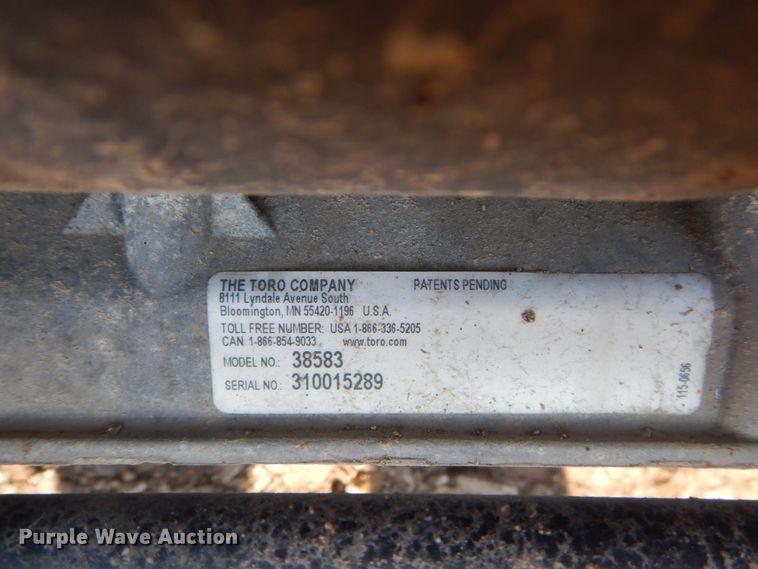 THE TORO COMPANY PATENTS PENDING
8111 Lyndale Avenue South
Bloomington, MN 55420-1196 U.S.A.
TOLL FREE NUMBER: USA 1-866-336-5205
CAN. 1-866-854-9033 www.toro.com
MODEL NO.: 38583
SERIAL NO.: 310015289
115-0656
Purple Wave Auction